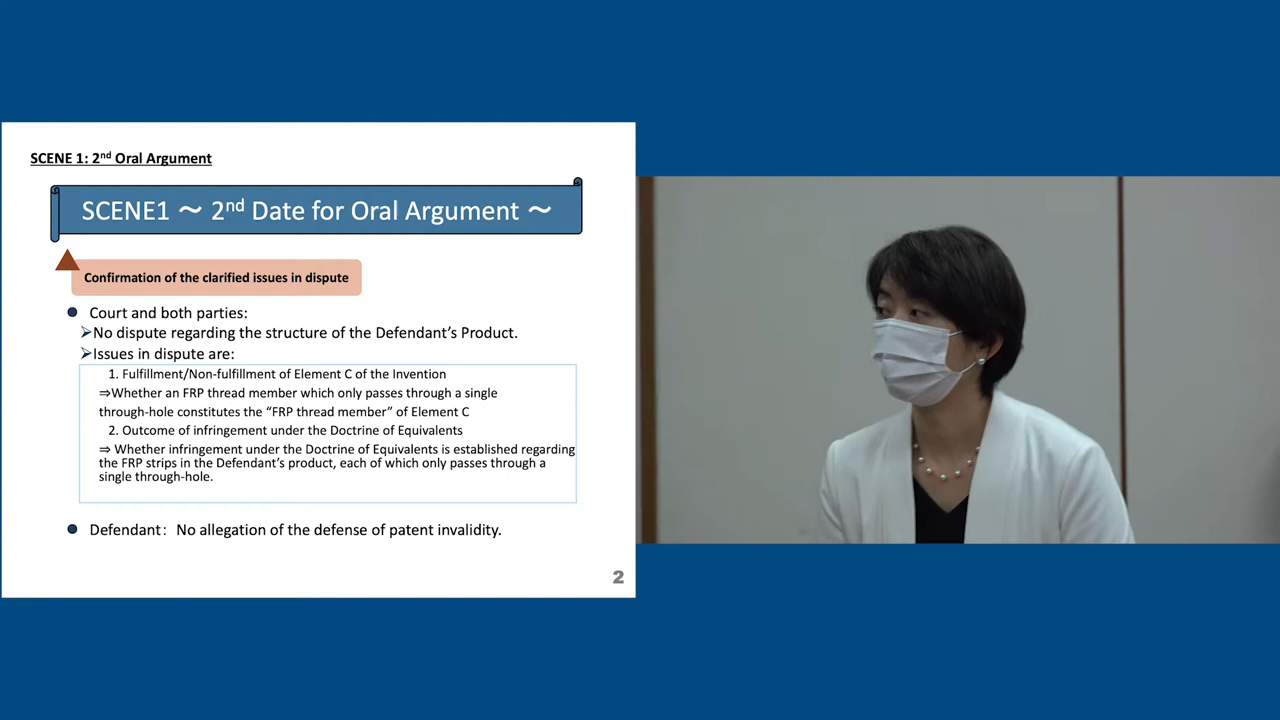 SCENE 1: 2nd Oral Argument
SCENE1 ～ 2nd Date for Oral Argument ～
Confirmation of the clarified issues in dispute
● Court and both parties:
➢No dispute regarding the structure of the Defendant’s Product.
➢Issues in dispute are:
1. Fulfillment/Non-fulfillment of Element C of the Invention
⇒Whether an FRP thread member which only passes through a single
through-hole constitutes the “FRP thread member” of Element C
2. Outcome of infringement under the Doctrine of Equivalents
⇒ Whether infringement under the Doctrine of Equivalents is established regarding
the FRP strips in the Defendant’s product, each of which only passes through a
single through-hole.
● Defendant： No allegation of the defense of patent invalidity.
2